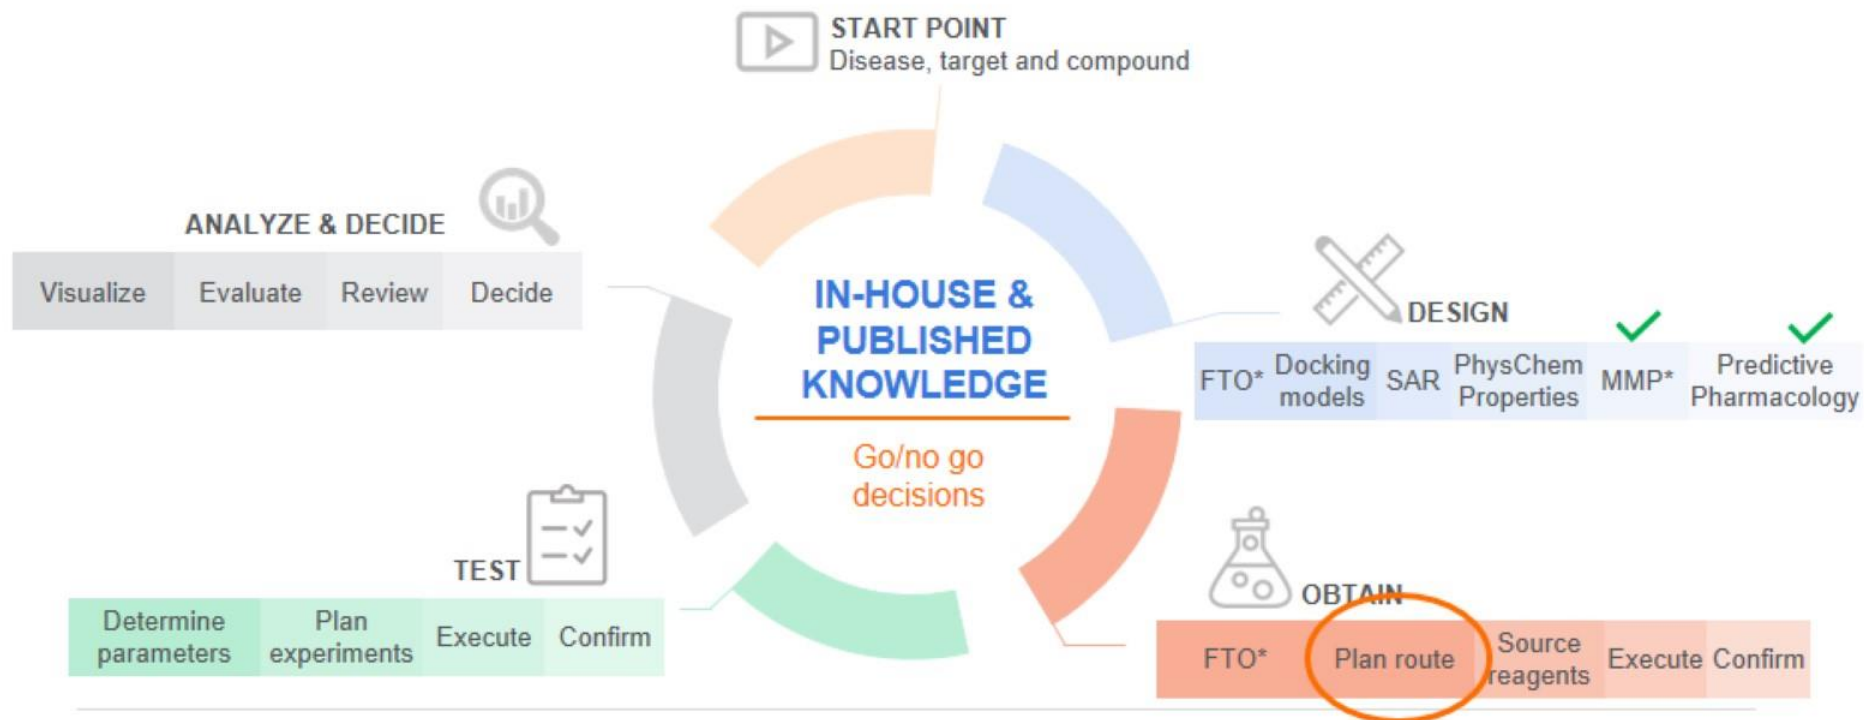 START POINT
Disease, target and compound
ANALYZE & DECIDE
Visualize
Evaluate
Review
Decide
IN-HOUSE &
PUBLISHED
KNOWLEDGE
Go/no go
decisions
DESIGN
FTO*
Docking
models
SAR
PhysChem
Properties
MMP*
Predictive
Pharmacology
TEST
Determine
parameters
Plan
experiments
Execute
Confirm
OBTAIN
FTO*
Plan route
Source
reagents
Execute
Confirm